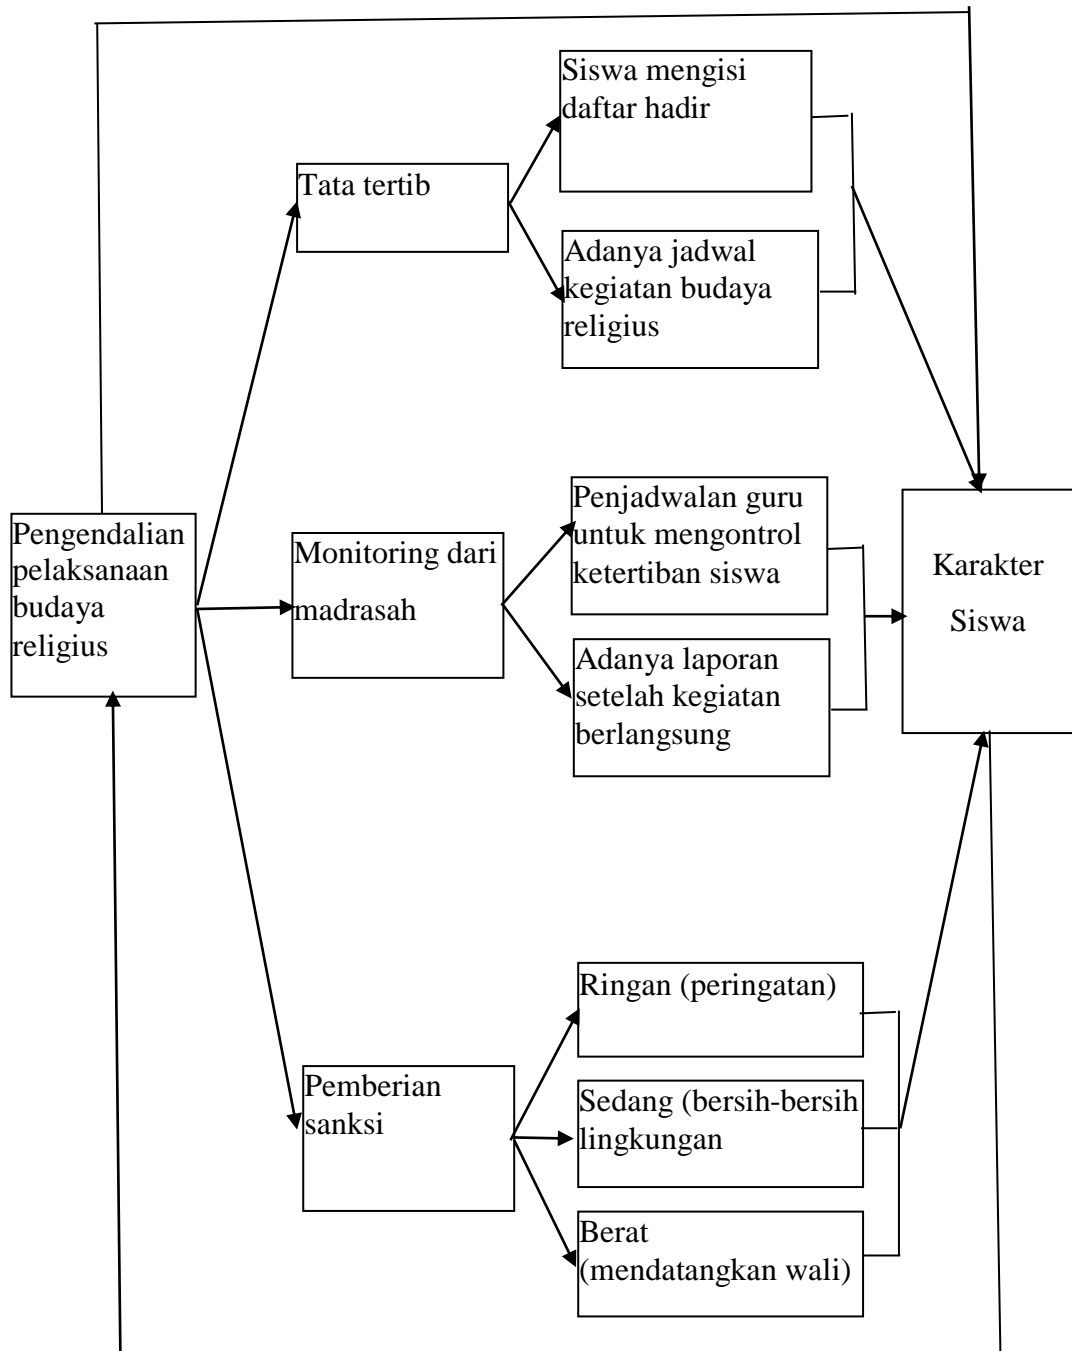 Siswa mengisi
daftar hadir
Tata tertib
Adanya jadwal
kegiatan budaya
religius
Pengendalian
pelaksanaan
budaya
religius
Monitoring dari
madrasah
Penjadwalan guru
untuk mengontrol
ketertiban siswa
Adanya laporan
setelah kegiatan
berlangsung
Karakter
Siswa
Pemberian
sanksi
Ringan (peringatan)
Sedang (bersih-bersih
lingkungan
Berat
(mendatangkan wali)